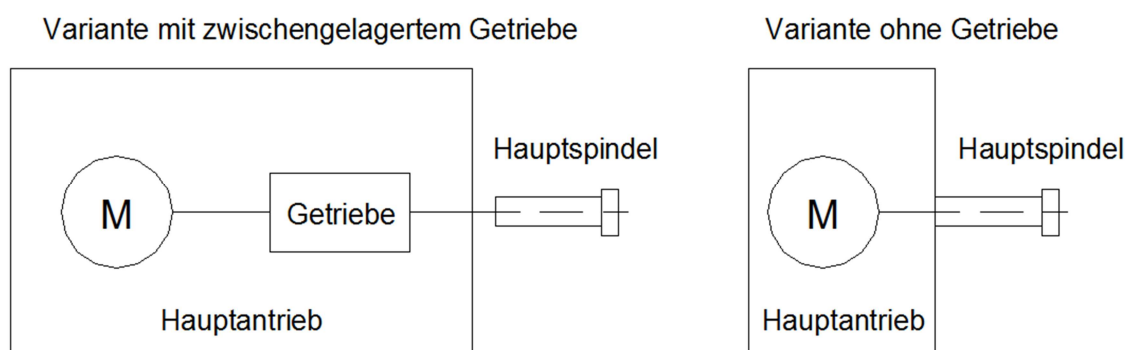 Variante mit zwischengelagertem Getriebe
Variante ohne Getriebe
Hauptspindel
M
Getriebe
Hauptantrieb
Hauptspindel
M
Hauptantrieb